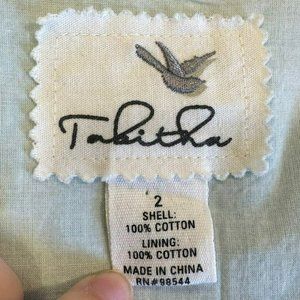 Tabitha
2
SHELL:
100% COTTON
LINING:
100% COTTON
MADE IN CHINA
RN#98544